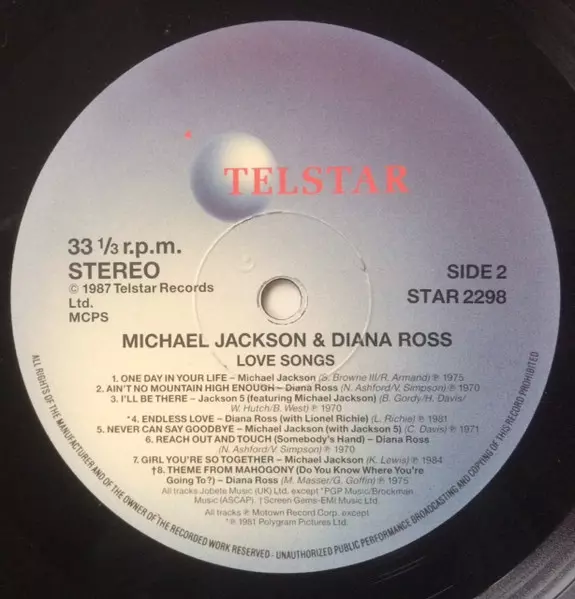 TELSTAR
33 1/3 r.p.m.
STEREO
© 1987 Telstar Records
Ltd.
MCPS
SIDE 2
STAR 2298
MICHAEL JACKSON & DIANA ROSS
LOVE SONGS
1. ONE DAY IN YOUR LIFE – Michael Jackson (S. Browne III/R. Armand) ℗ 1975
2. AIN'T NO MOUNTAIN HIGH ENOUGH – Diana Ross (N. Ashford/V. Simpson) ℗ 1970
3. I'LL BE THERE – Jackson 5 (featuring Michael Jackson) (B. Gordy/H. Davis/
W. Hutch/B. West) ℗ 1970
*4. ENDLESS LOVE – Diana Ross (with Lionel Richie) (L. Richie) ℗ 1981
5. NEVER CAN SAY GOODBYE – Michael Jackson (with Jackson 5) (C. Davis) ℗ 1971
6. REACH OUT AND TOUCH (Somebody's Hand) – Diana Ross
(N. Ashford/V. Simpson) ℗ 1970
7. GIRL YOU'RE SO TOGETHER – Michael Jackson (K. Lewis) ℗ 1984
†8. THEME FROM MAHOGNY (Do You Know Where You're
Going To?) – Diana Ross (M. Masser/G. Goffin) ℗ 1975
All tracks Jobete Music (UK) Ltd. except *PGP Music/Brockman
Music (ASCAP). †Screen Gems-EMI Music Ltd.
All tracks ℗ Motown Record Corp. except
*℗ 1981 Polygram Pictures Ltd.
ALL RIGHTS OF THE MANUFACTURER AND OF THE OWNER OF THE RECORDED WORK RESERVED – UNAUTHORIZED PUBLIC PERFORMANCE BROADCASTING AND COPYING OF THIS RECORD PROHIBITED